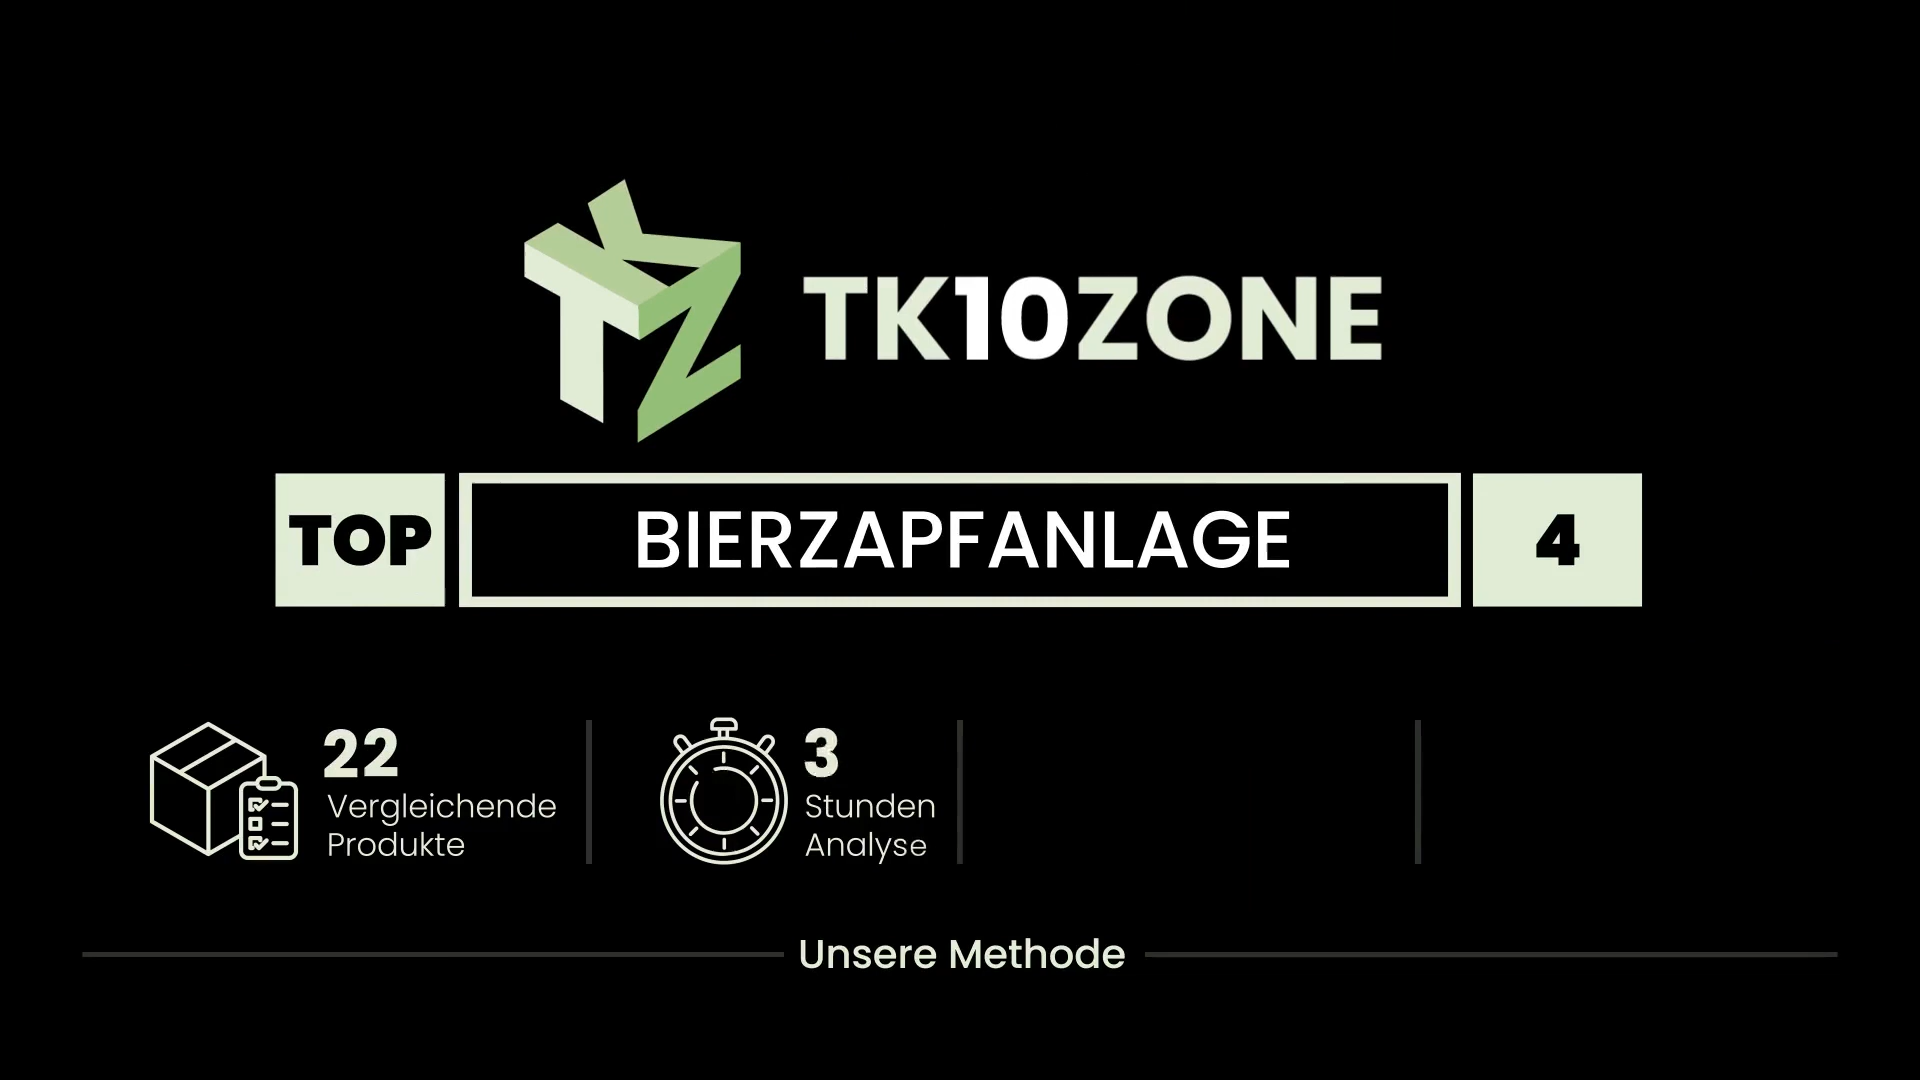 TK10ZONE
TOP BIERZAPFANLAGE 4
22
Vergleichende
Produkte
3
Stunden
Analyse
Unsere Methode